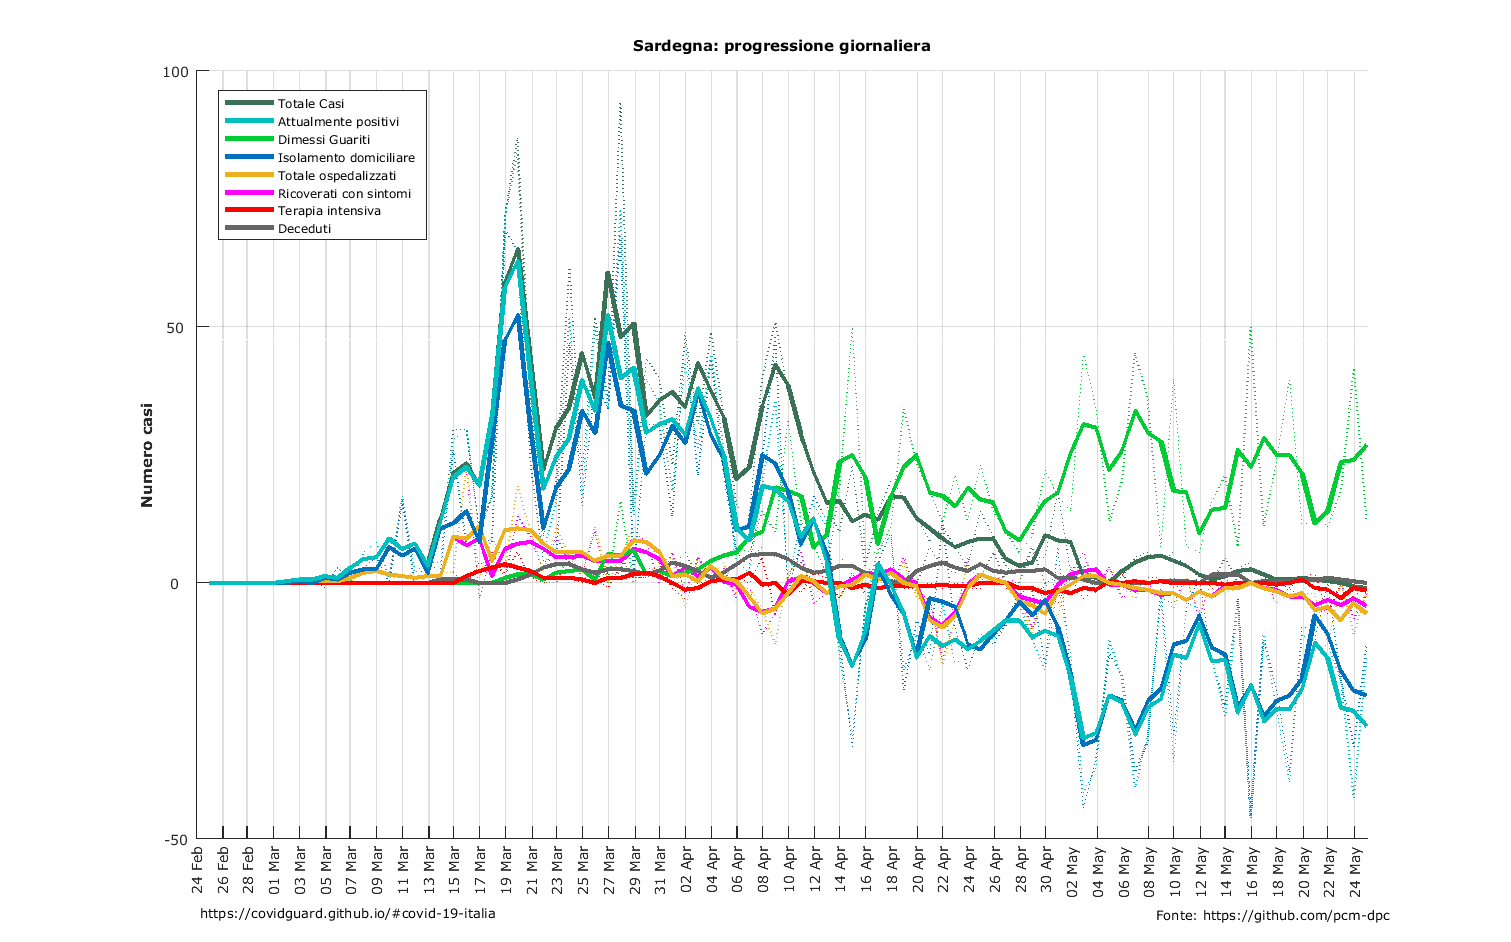 Sardegna: progressione giornaliera
100
50
0
-50
Numero casi
Totale Casi
Attualmente positivi
Dimessi Guariti
Isolamento domiciliare
Totale ospedalizzati
Ricoverati con sintomi
Terapia intensiva
Deceduti
24 Feb
26 Feb
28 Feb
01 Mar
03 Mar
05 Mar
07 Mar
09 Mar
11 Mar
13 Mar
15 Mar
17 Mar
19 Mar
21 Mar
23 Mar
25 Mar
27 Mar
29 Mar
31 Mar
02 Apr
04 Apr
06 Apr
08 Apr
10 Apr
12 Apr
14 Apr
16 Apr
18 Apr
20 Apr
22 Apr
24 Apr
26 Apr
28 Apr
30 Apr
02 May
04 May
06 May
08 May
10 May
12 May
14 May
16 May
18 May
20 May
22 May
24 May
https://covidguard.github.io/#covid-19-italia
Fonte: https://github.com/pcm-dpc